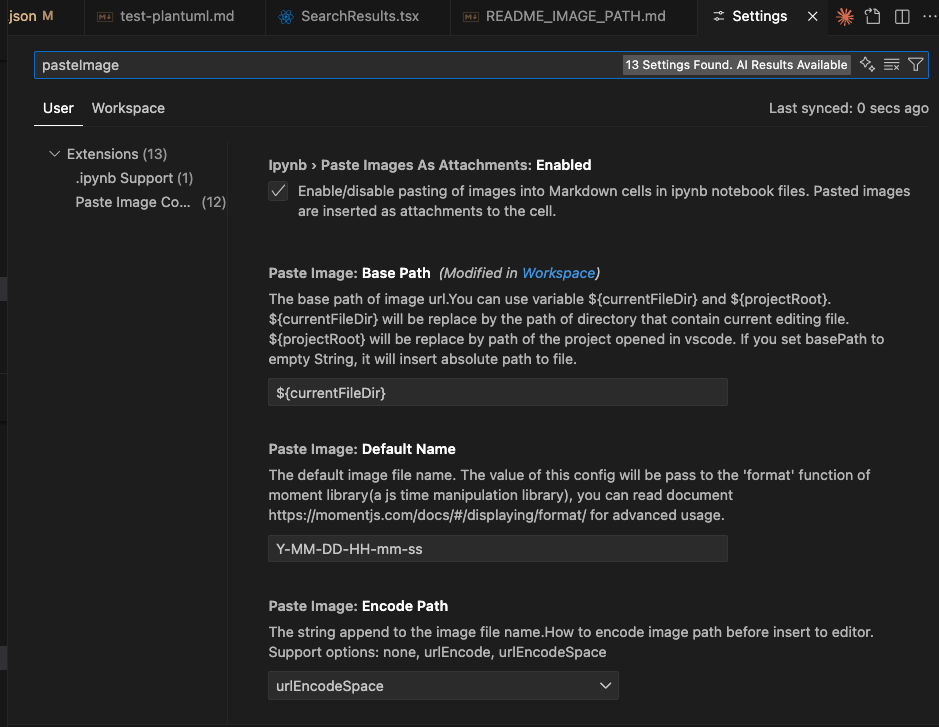 json M
test-plantuml.md
SearchResults.tsx
README_IMAGE_PATH.md
Settings
pasteImage
13 Settings Found. AI Results Available
User
Workspace
Last synced: 0 secs ago
Extensions (13)
.ipynb Support (1)
Paste Image Co... (12)
Ipynb › Paste Images As Attachments: Enabled
Enable/disable pasting of images into Markdown cells in ipynb notebook files. Pasted images
are inserted as attachments to the cell.
Paste Image: Base Path (Modified in Workspace)
The base path of image url.You can use variable ${currentFileDir} and ${projectRoot}.
${currentFileDir} will be replace by the path of directory that contain current editing file.
${projectRoot} will be replace by path of the project opened in vscode. If you set basePath to
empty String, it will insert absolute path to file.
${currentFileDir}
Paste Image: Default Name
The default image file name. The value of this config will be pass to the 'format' function of
moment library(a js time manipulation library), you can read document
https://momentjs.com/docs/#/displaying/format/ for advanced usage.
Y-MM-DD-HH-mm-ss
Paste Image: Encode Path
The string append to the image file name.How to encode image path before insert to editor.
Support options: none, urlEncode, urlEncodeSpace
urlEncodeSpace